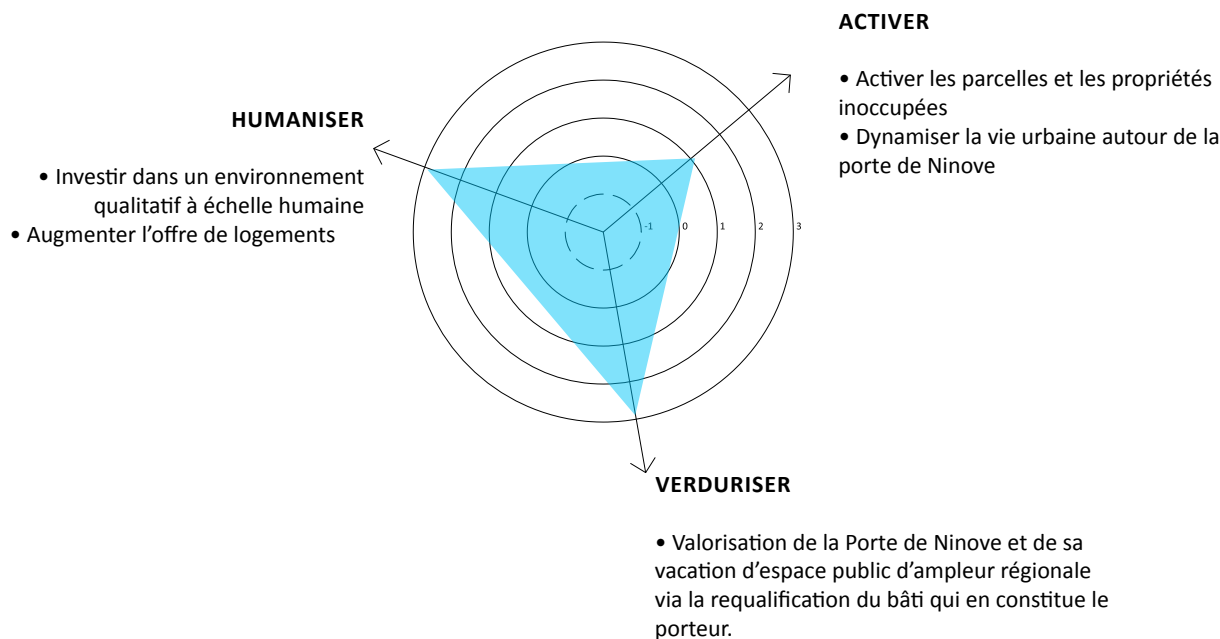 ACTIVER
• Activer les parcelles et les propriétés
inoccupées
• Dynamiser la vie urbaine autour de la
porte de Ninove
HUMANISER
• Investir dans un environnement
qualitatif à échelle humaine
• Augmenter l’offre de logements
-1 0 1 2 3
VERDURISER
• Valorisation de la Porte de Ninove et de sa
vacation d’espace public d’ampleur régionale
via la requalification du bâti qui en constitue le
porteur.